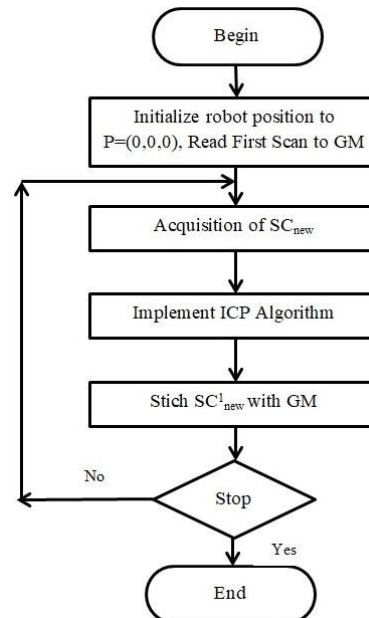 Begin
Initialize robot position to
P=(0,0,0), Read First Scan to GM
Acquisition of SCnew
Implement ICP Algorithm
Stich SC¹new with GM
No
Stop
Yes
End